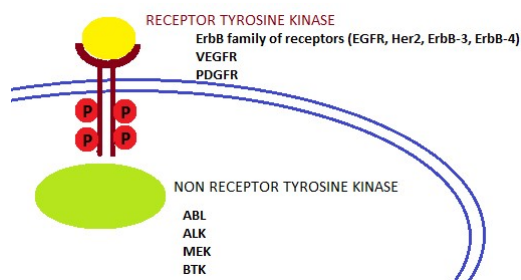 RECEPTOR TYROSINE KINASE
ErbB family of receptors (EGFR, Her2, ErbB-3, ErbB-4)
VEGFR
PDGFR
P P
P P
NON RECEPTOR TYROSINE KINASE
ABL
ALK
MEK
BTK